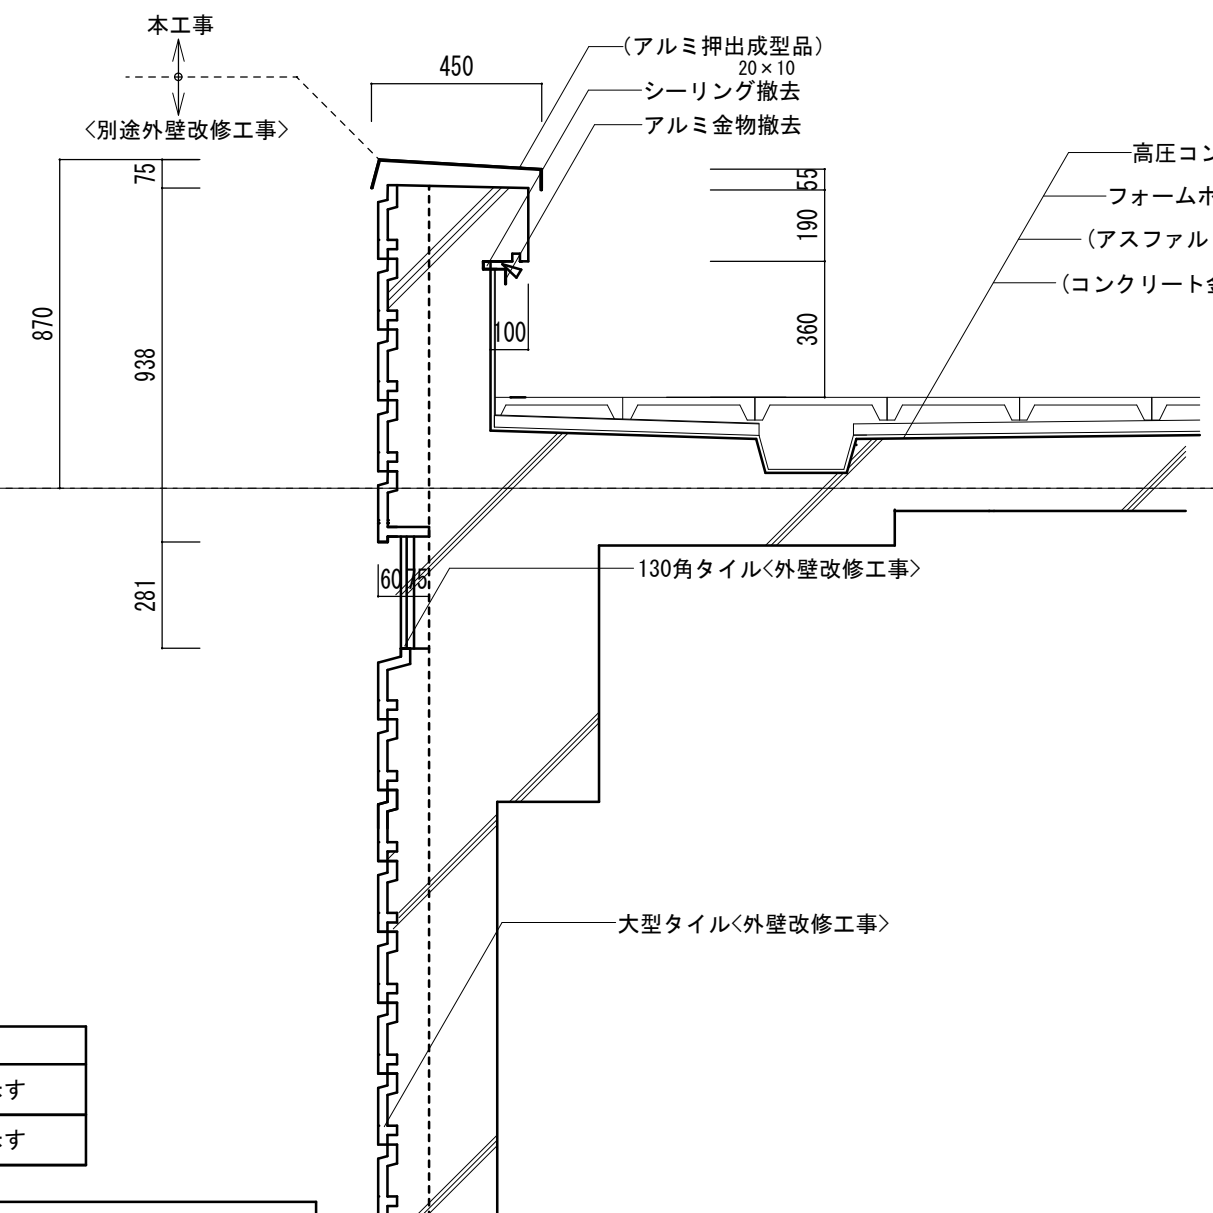 本工事
<別途外壁改修工事>
450
(アルミ押出成型品)
20×10
シーリング撤去
アルミ金物撤去
高圧コン
フォームポ
(アスファル
(コンクリート金
75
938
870
281
55
190
360
100
60
75
130角タイル<外壁改修工事>
大型タイル<外壁改修工事>
す
す